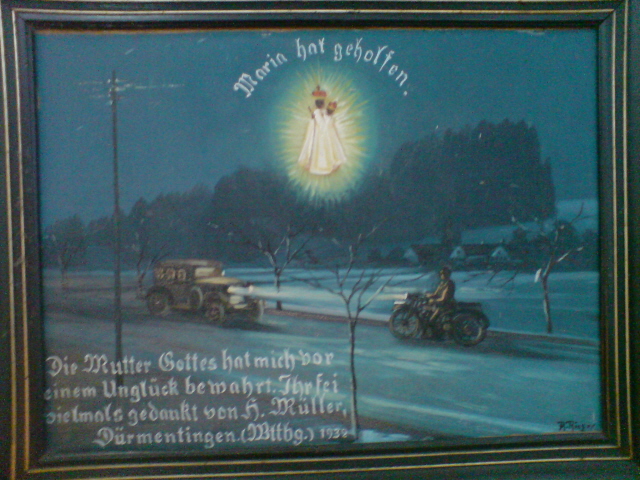 Maria hat geholfen.
Die Mutter Gottes hat mich vor
einem Unglück bewahrt. Ihr sei
vielmals gedankt von H. Müller,
Dürmentingen. (Wttbg.) 1932